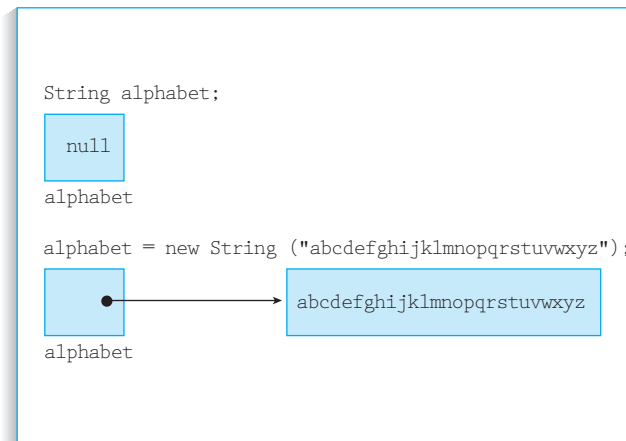 String alphabet;
null
alphabet
alphabet = new String ("abcdefghijklmnopqrstuvwxyz");
abcdefghijklmnopqrstuvwxyz
alphabet